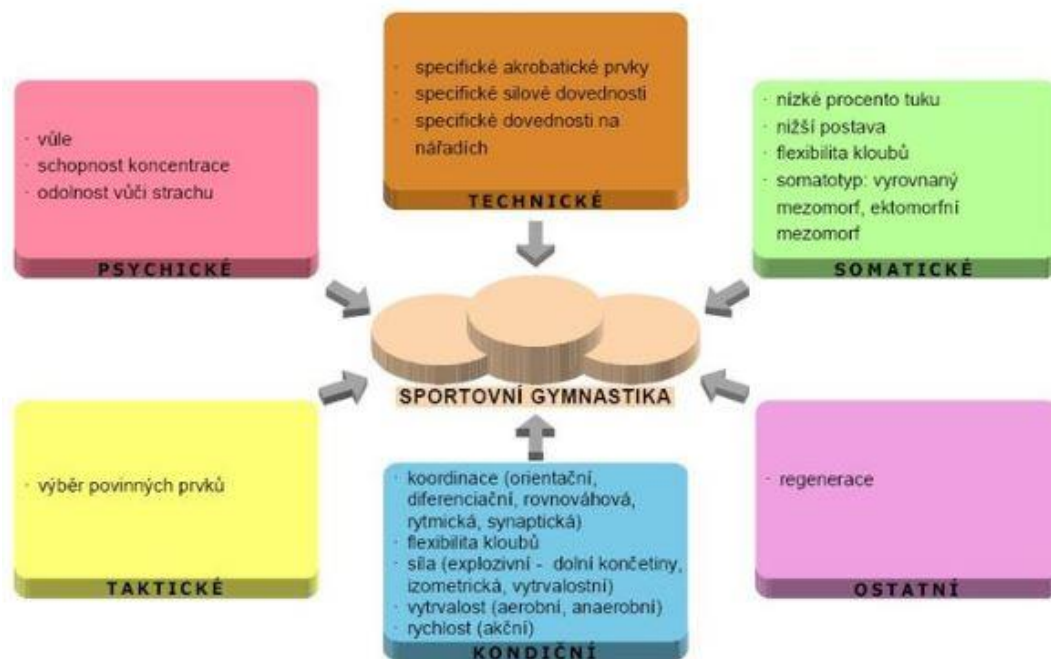 · vůle
· schopnost koncentrace
· odolnost vůči strachu
PSYCHICKÉ
· specifické akrobatické prvky
· specifické silové dovednosti
· specifické dovednosti na
nářadích
TECHNICKÉ
· nízké procento tuku
· nižší postava
· flexibilita kloubů
· somatotyp: vyrovnaný
mezomorf, ektomorfní
mezomorf
SOMATICKÉ
SPORTOVNÍ GYMNASTIKA
· výběr povinných prvků
TAKTICKÉ
· koordinace (orientační,
diferenciační, rovnováhová,
rytmická, synaptická)
· flexibilita kloubů
· síla (explozivní - dolní končetiny,
izometrická, vytrvalostní)
· vytrvalost (aerobní, anaerobní)
· rychlost (akční)
KONDIČNÍ
· regenerace
OSTATNÍ